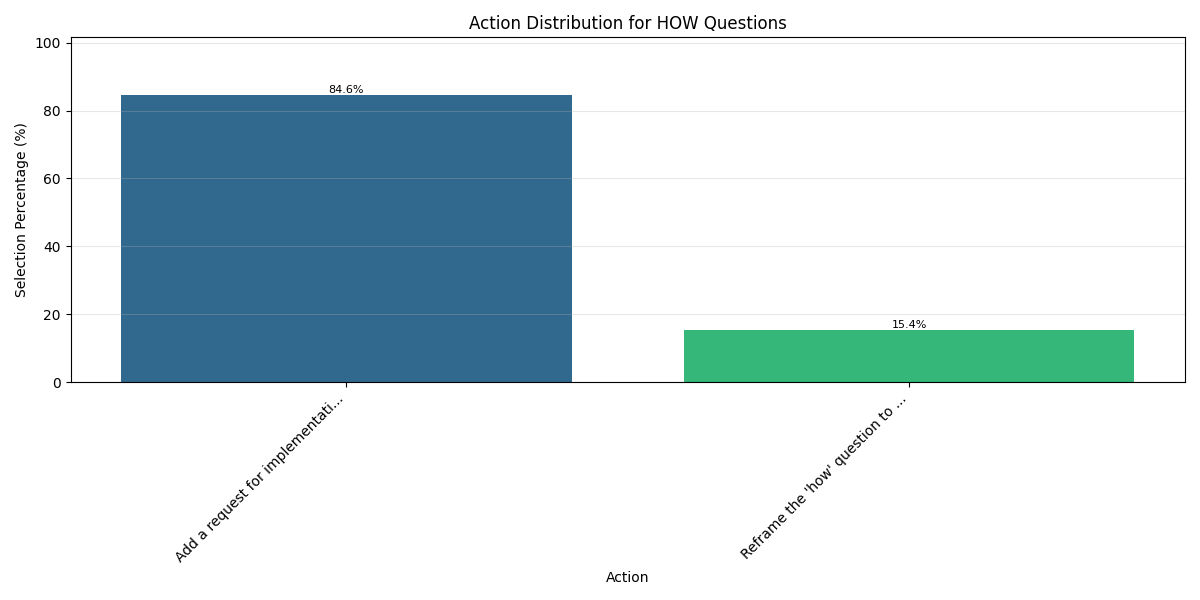 Action Distribution for HOW Questions
Selection Percentage (%)
100
80
60
40
20
0
84.6%
15.4%
Add a request for implementati...
Reframe the 'how' question to ...
Action